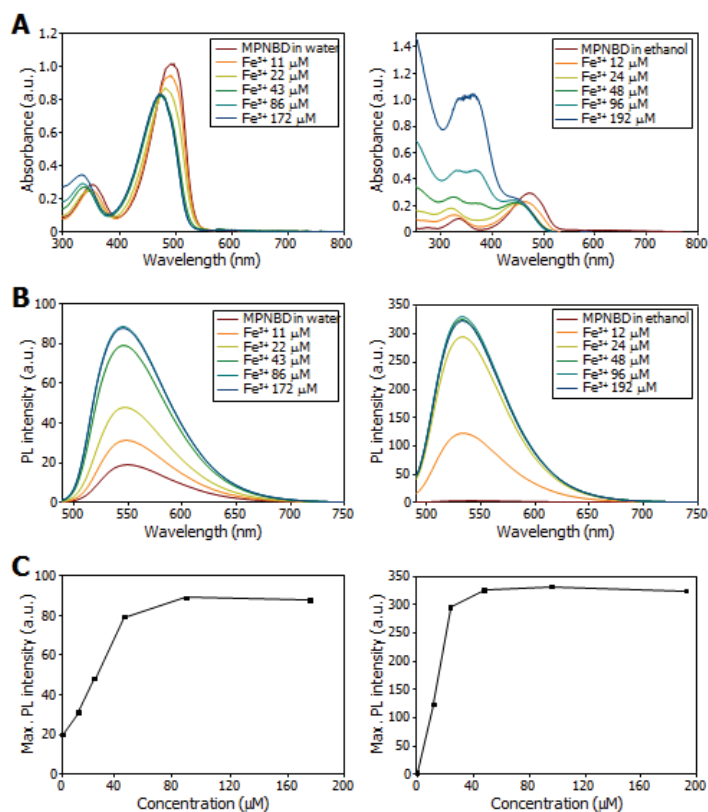 A
1.2
1.0
0.8
0.6
0.4
0.2
0
Absorbance (a.u.)
300 400 500 600 700 800
Wavelength (nm)
MPNBD in water
Fe³⁺ 11 μM
Fe³⁺ 22 μM
Fe³⁺ 43 μM
Fe³⁺ 86 μM
Fe³⁺ 172 μM
1.4
1.2
1.0
0.8
0.6
0.4
0.2
0
Absorbance (a.u.)
300 400 500 600 700 800
Wavelength (nm)
MPNBD in ethanol
Fe³⁺ 12 μM
Fe³⁺ 24 μM
Fe³⁺ 48 μM
Fe³⁺ 96 μM
Fe³⁺ 192 μM
B
100
80
60
40
20
0
PL intensity (a.u.)
500 550 600 650 700 750
Wavelength (nm)
MPNBD in water
Fe³⁺ 11 μM
Fe³⁺ 22 μM
Fe³⁺ 43 μM
Fe³⁺ 86 μM
Fe³⁺ 172 μM
350
300
250
200
150
100
50
0
PL intensity (a.u.)
500 550 600 650 700 750
Wavelength (nm)
MPNBD in ethanol
Fe³⁺ 12 μM
Fe³⁺ 24 μM
Fe³⁺ 48 μM
Fe³⁺ 96 μM
Fe³⁺ 192 μM
C
100
80
60
40
20
0
Max. PL intensity (a.u.)
0 40 80 120 160 200
Concentration (μM)
350
300
250
200
150
100
50
0
Max. PL intensity (a.u.)
0 40 80 120 160 200
Concentration (μM)